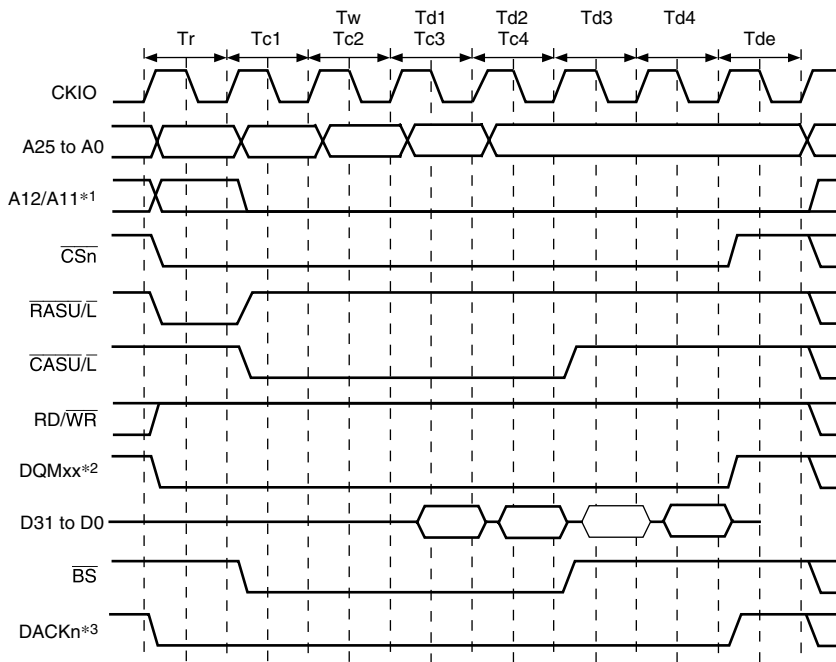 Tw Td1 Td2 Td3 Td4
Tr Tc1 Tc2 Tc3 Tc4 Tde
CKIO
A25 to A0
A12/A11*1
CSn
RASU/L
CASU/L
RD/WR
DQMxx*2
D31 to D0
BS
DACKn*3